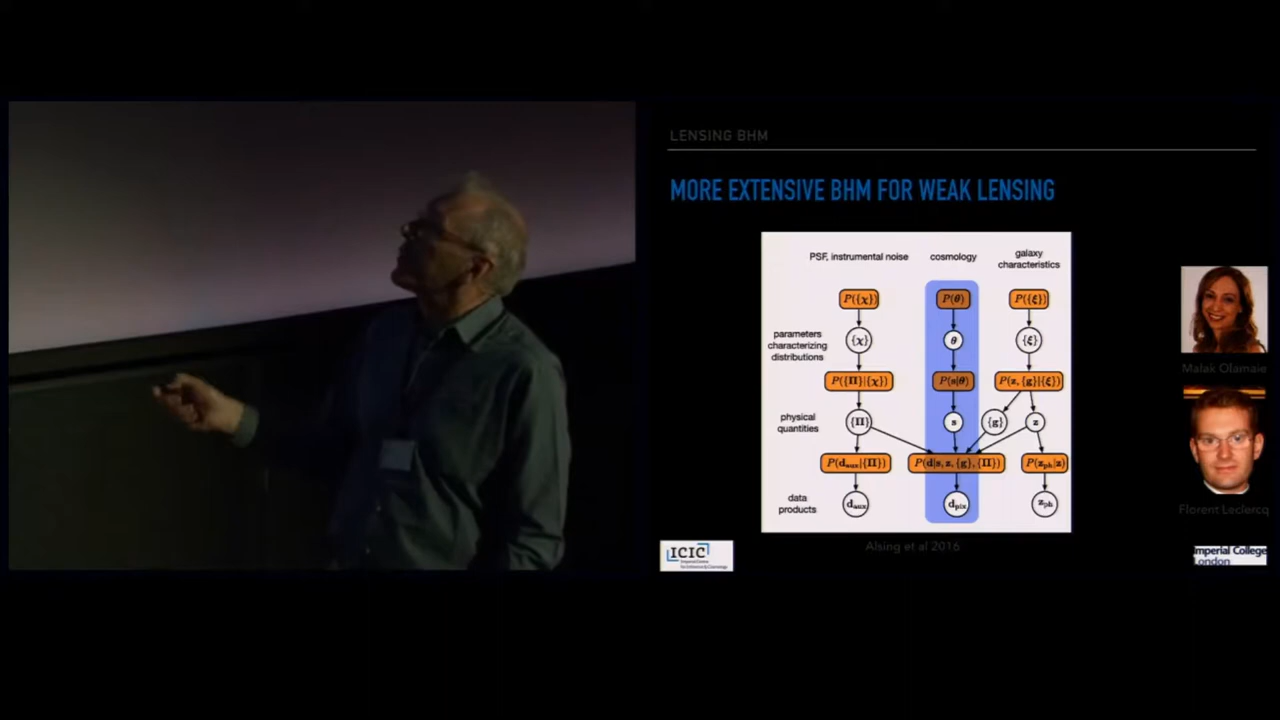 LENSING BHM
MORE EXTENSIVE BHM FOR WEAK LENSING
PSF, instrumental noise
cosmology
galaxy
characteristics
P({χ})
P(θ)
P({ξ})
parameters
characterizing
distributions
{χ}
θ
{ξ}
P({Π}|{χ})
P(s|θ)
P(z, {g}|{ξ})
physical
quantities
{Π}
s
{g}
z
P(d_aux|{Π})
P(d|s, z, {g}, {Π})
P(z_ph|z)
data
products
d_aux
d_pix
z_ph
Alsing et al 2016
Malak Olamaie
Florent Leclercq
ICIC
Imperial College
London